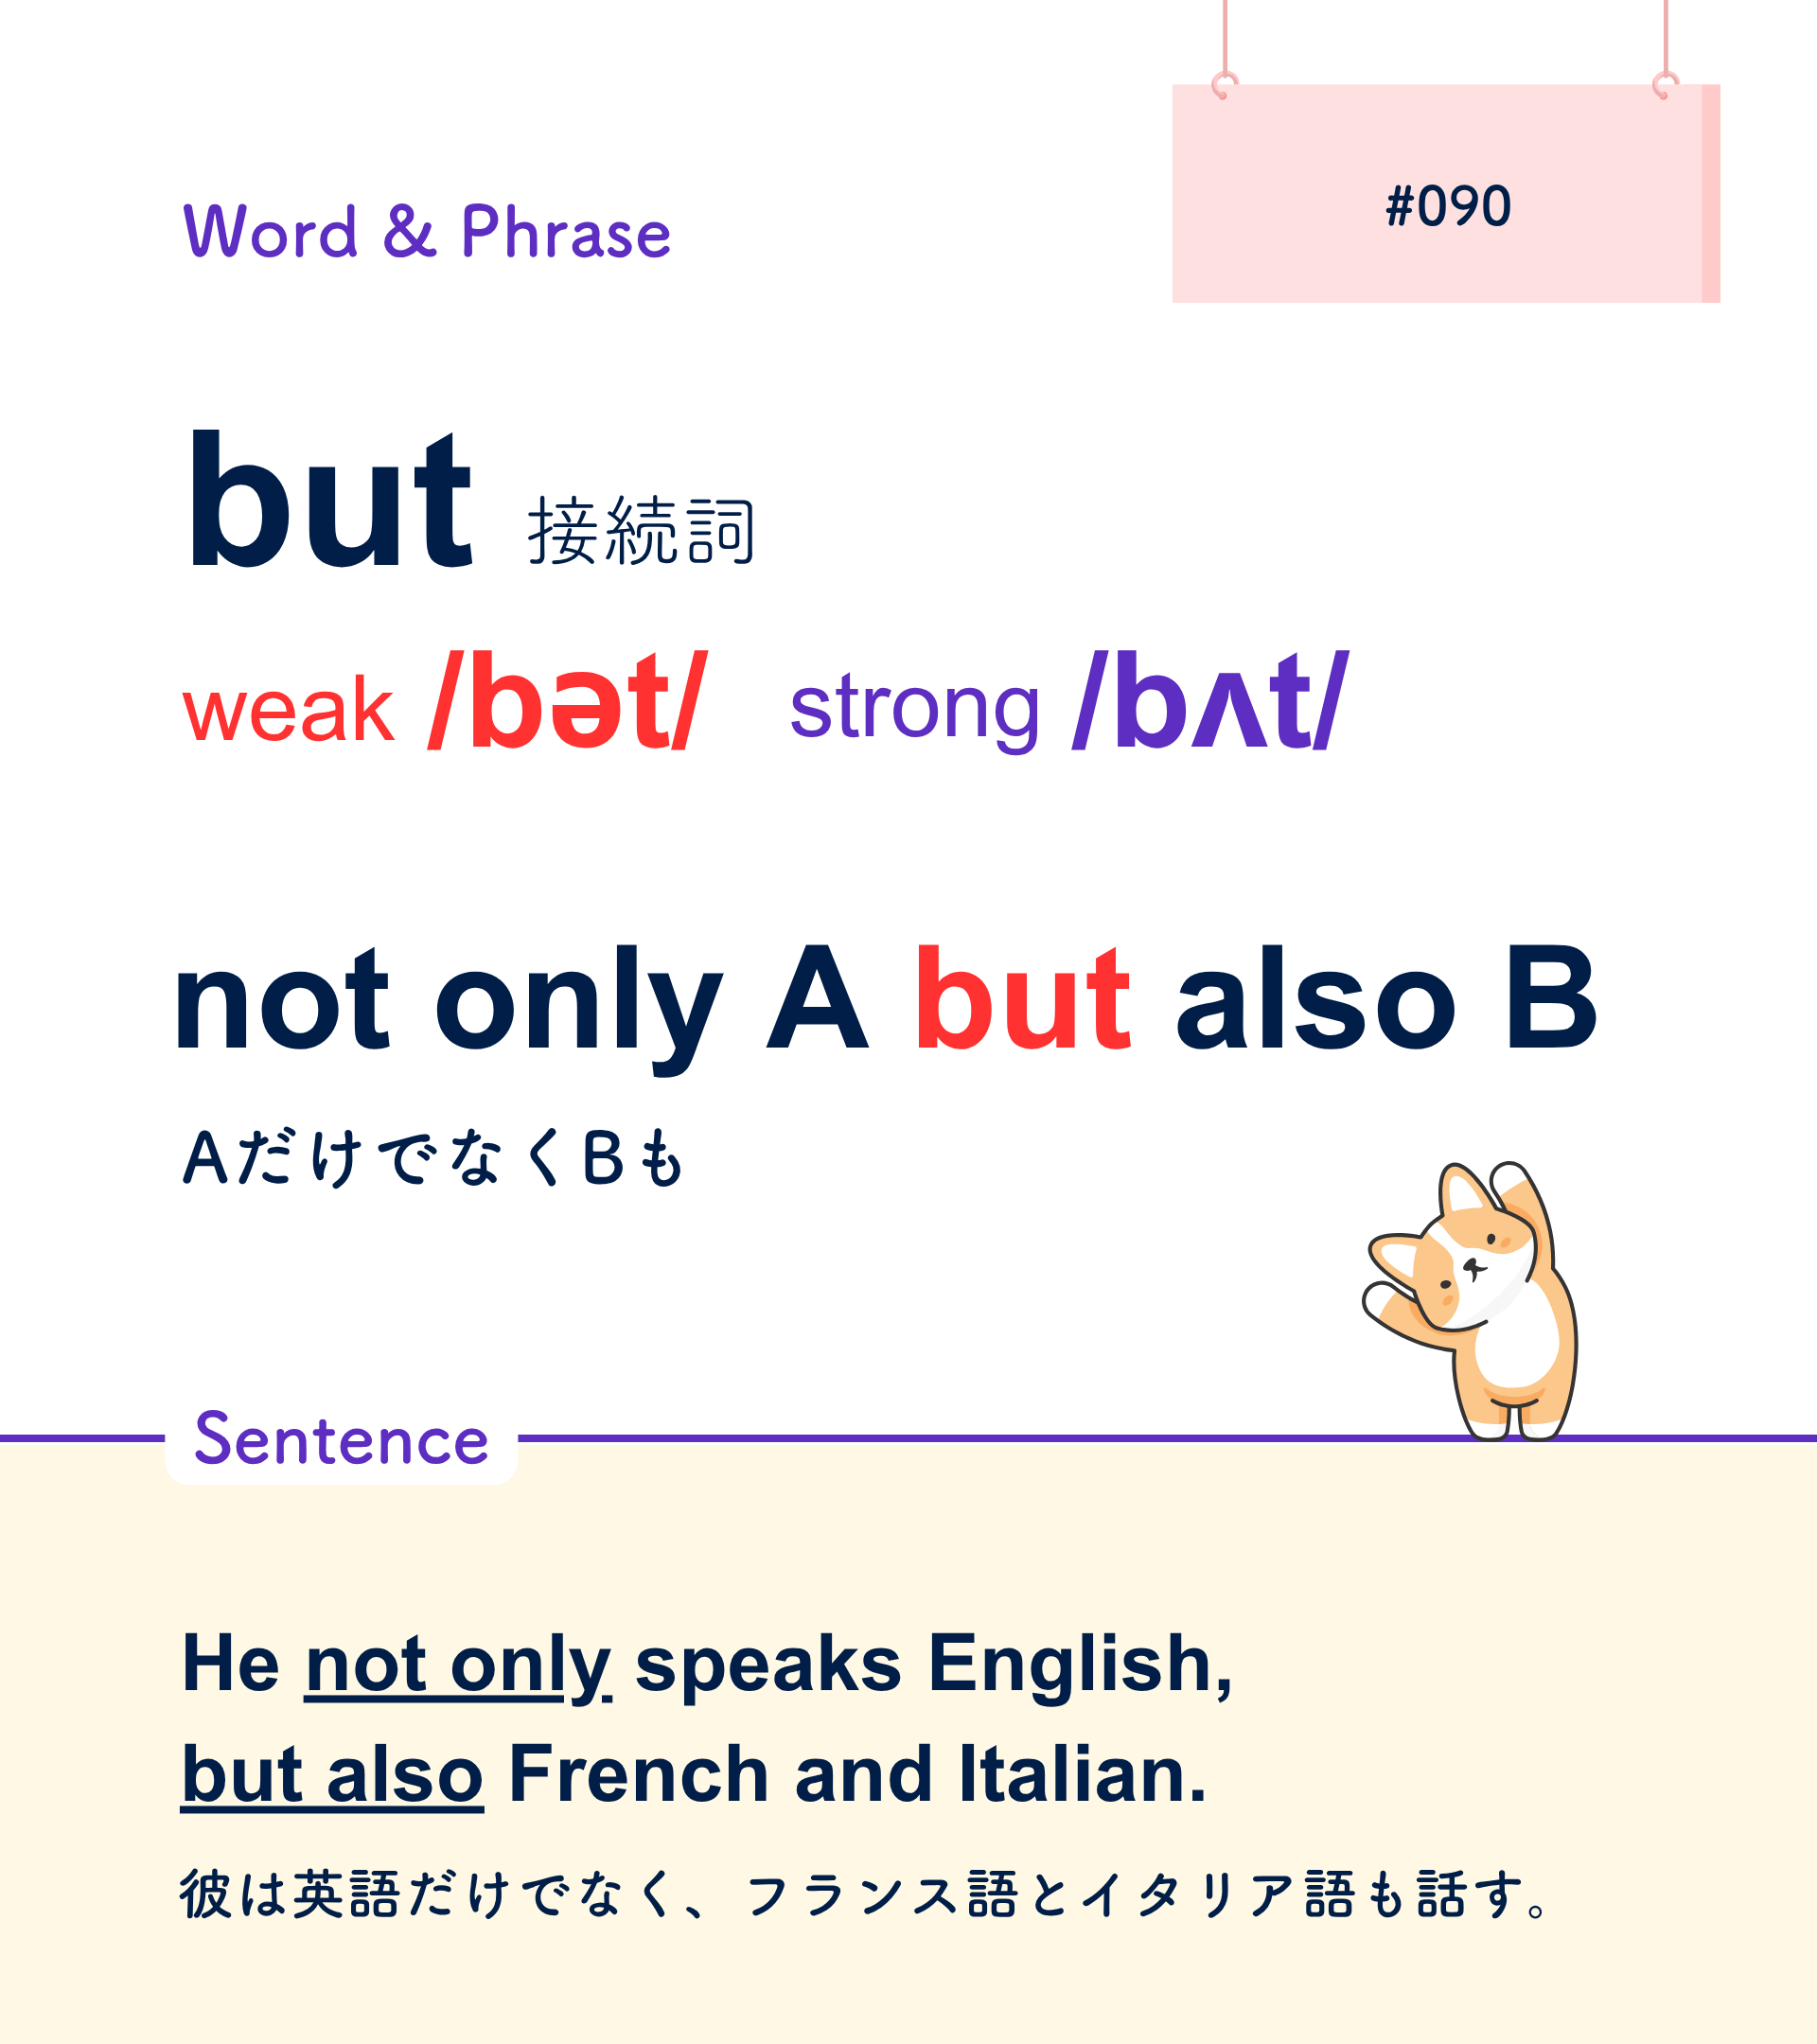 Word & Phrase
#090
but 接続詞
weak /bət/ strong /bʌt/
not only A but also B
AだけでなくBも
Sentence
He not only speaks English,
but also French and Italian.
彼は英語だけでなく、フランス語とイタリア語も話す。